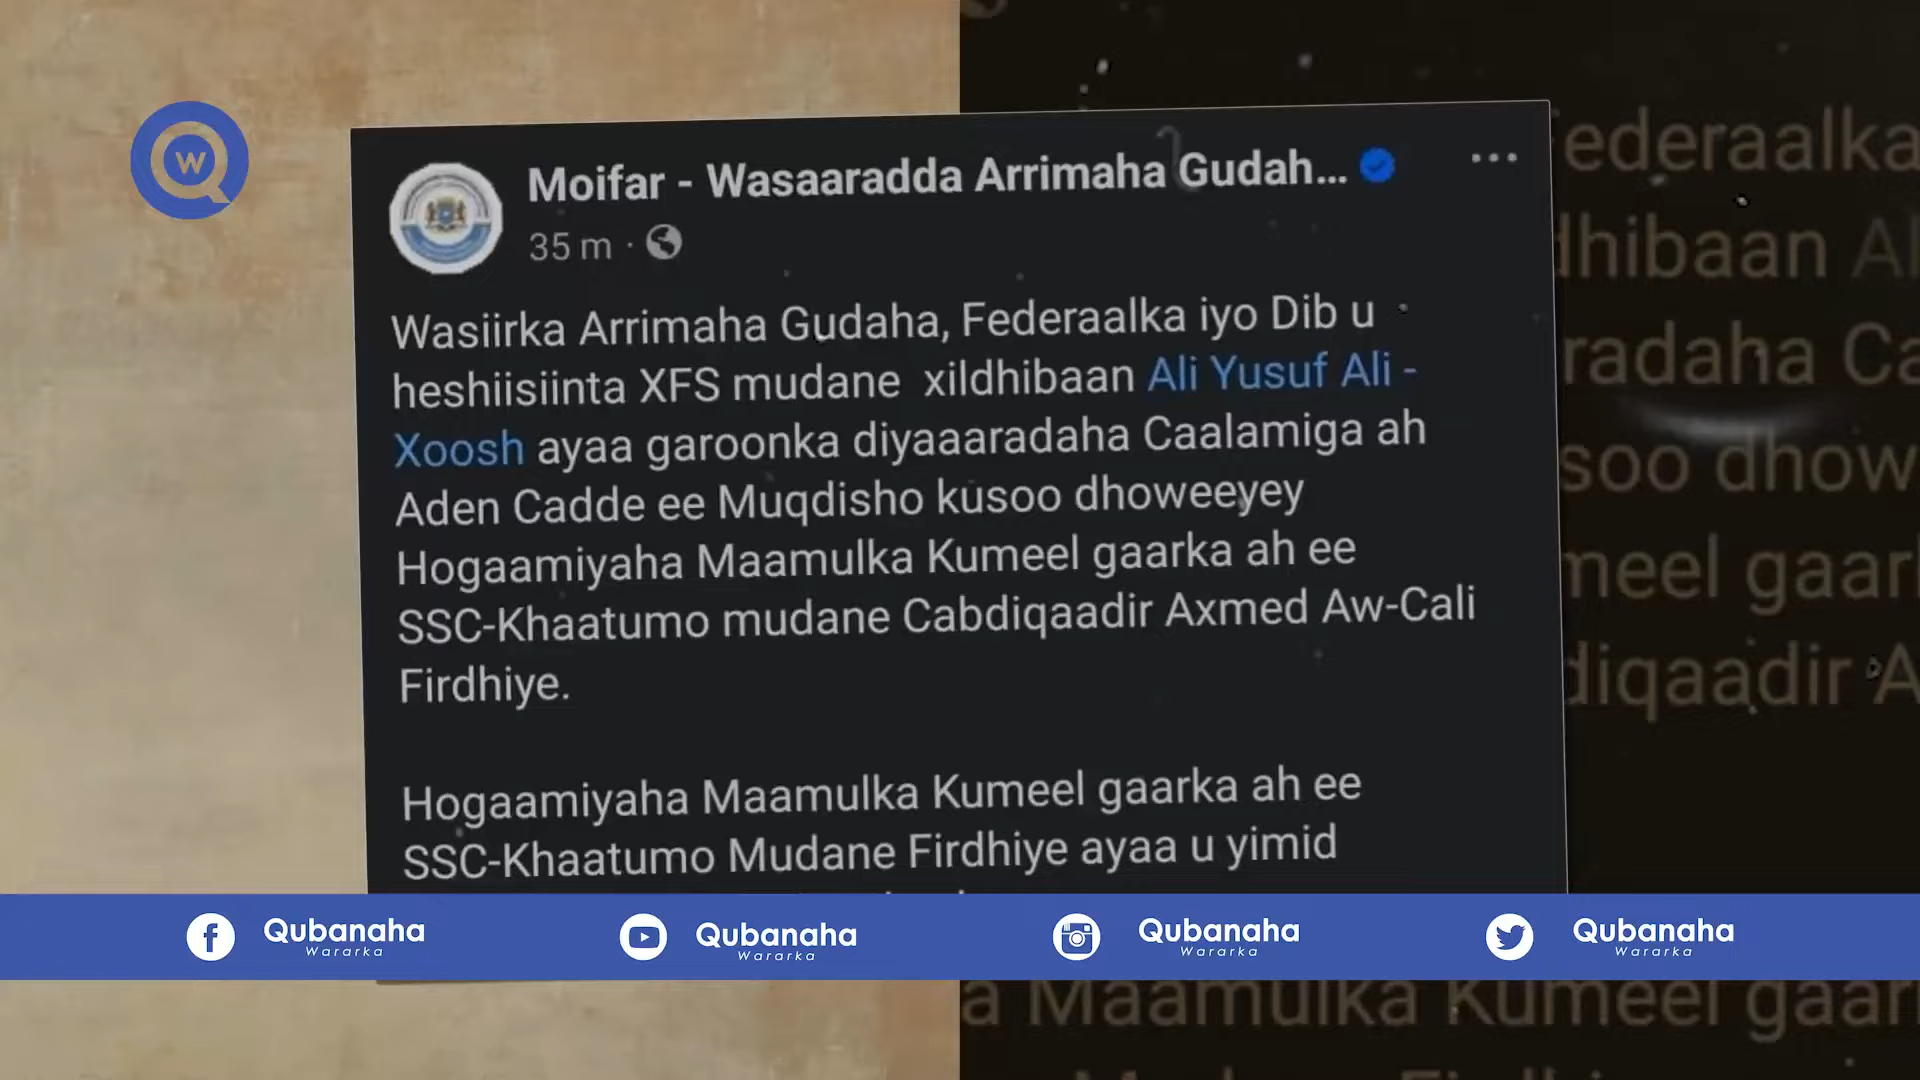 W
Moifar - Wasaaradda Arrimaha Gudah...
35 m ·
Wasiirka Arrimaha Gudaha, Federaalka iyo Dib u
heshiisiinta XFS mudane xildhibaan Ali Yusuf Ali -
Xoosh ayaa garoonka diyaaaradaha Caalamiga ah
Aden Cadde ee Muqdisho kusoo dhoweeyey
Hogaamiyaha Maamulka Kumeel gaarka ah ee
SSC-Khaatumo mudane Cabdiqaadir Axmed Aw-Cali
Firdhiye.
Hogaamiyaha Maamulka Kumeel gaarka ah ee
SSC-Khaatumo Mudane Firdhiye ayaa u yimid
ederaalka
dhibaan Al
radaha Ca
soo dhow
meel gaar
diqaadir A
a Maamulka Kumeel gaar
Qubanaha
Wararka
Qubanaha
Wararka
Qubanaha
Wararka
Qubanaha
Wararka